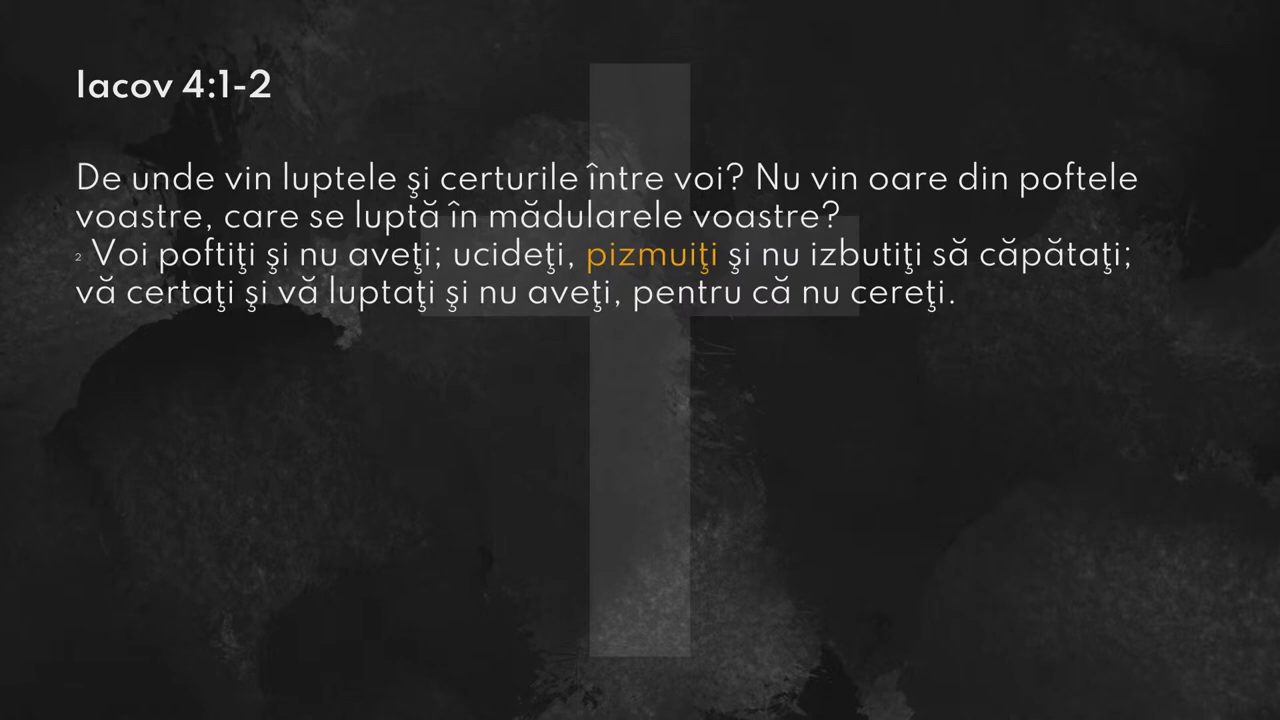 Iacov 4:1-2
De unde vin luptele şi certurile între voi? Nu vin oare din poftele
voastre, care se luptă în mădularele voastre?
2 Voi poftiţi şi nu aveţi; ucideţi, pizmuiţi şi nu izbutiţi să căpătaţi;
vă certaţi şi vă luptaţi şi nu aveţi, pentru că nu cereţi.